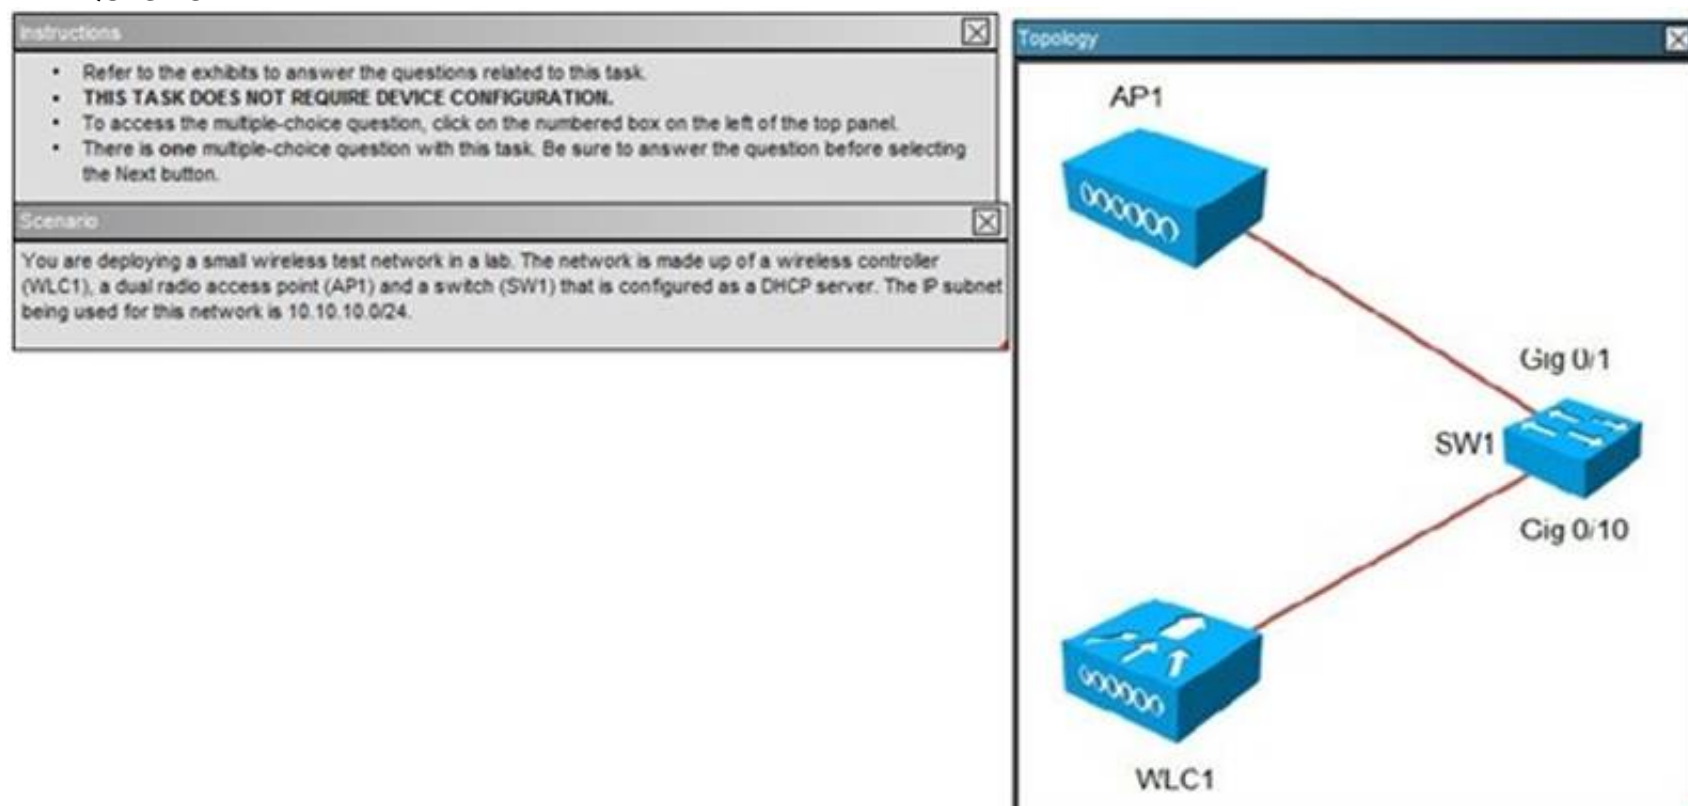 Instructions
• Refer to the exhibits to answer the questions related to this task.
• THIS TASK DOES NOT REQUIRE DEVICE CONFIGURATION.
• To access the multiple-choice question, click on the numbered box on the left of the top panel.
• There is one multiple-choice question with this task. Be sure to answer the question before selecting
the Next button.
Scenario
You are deploying a small wireless test network in a lab. The network is made up of a wireless controller
(WLC1), a dual radio access point (AP1) and a switch (SW1) that is configured as a DHCP server. The IP subnet
being used for this network is 10.10.10.0/24.
Topology
AP1
Gig 0/1
SW1
Gig 0/10
WLC1